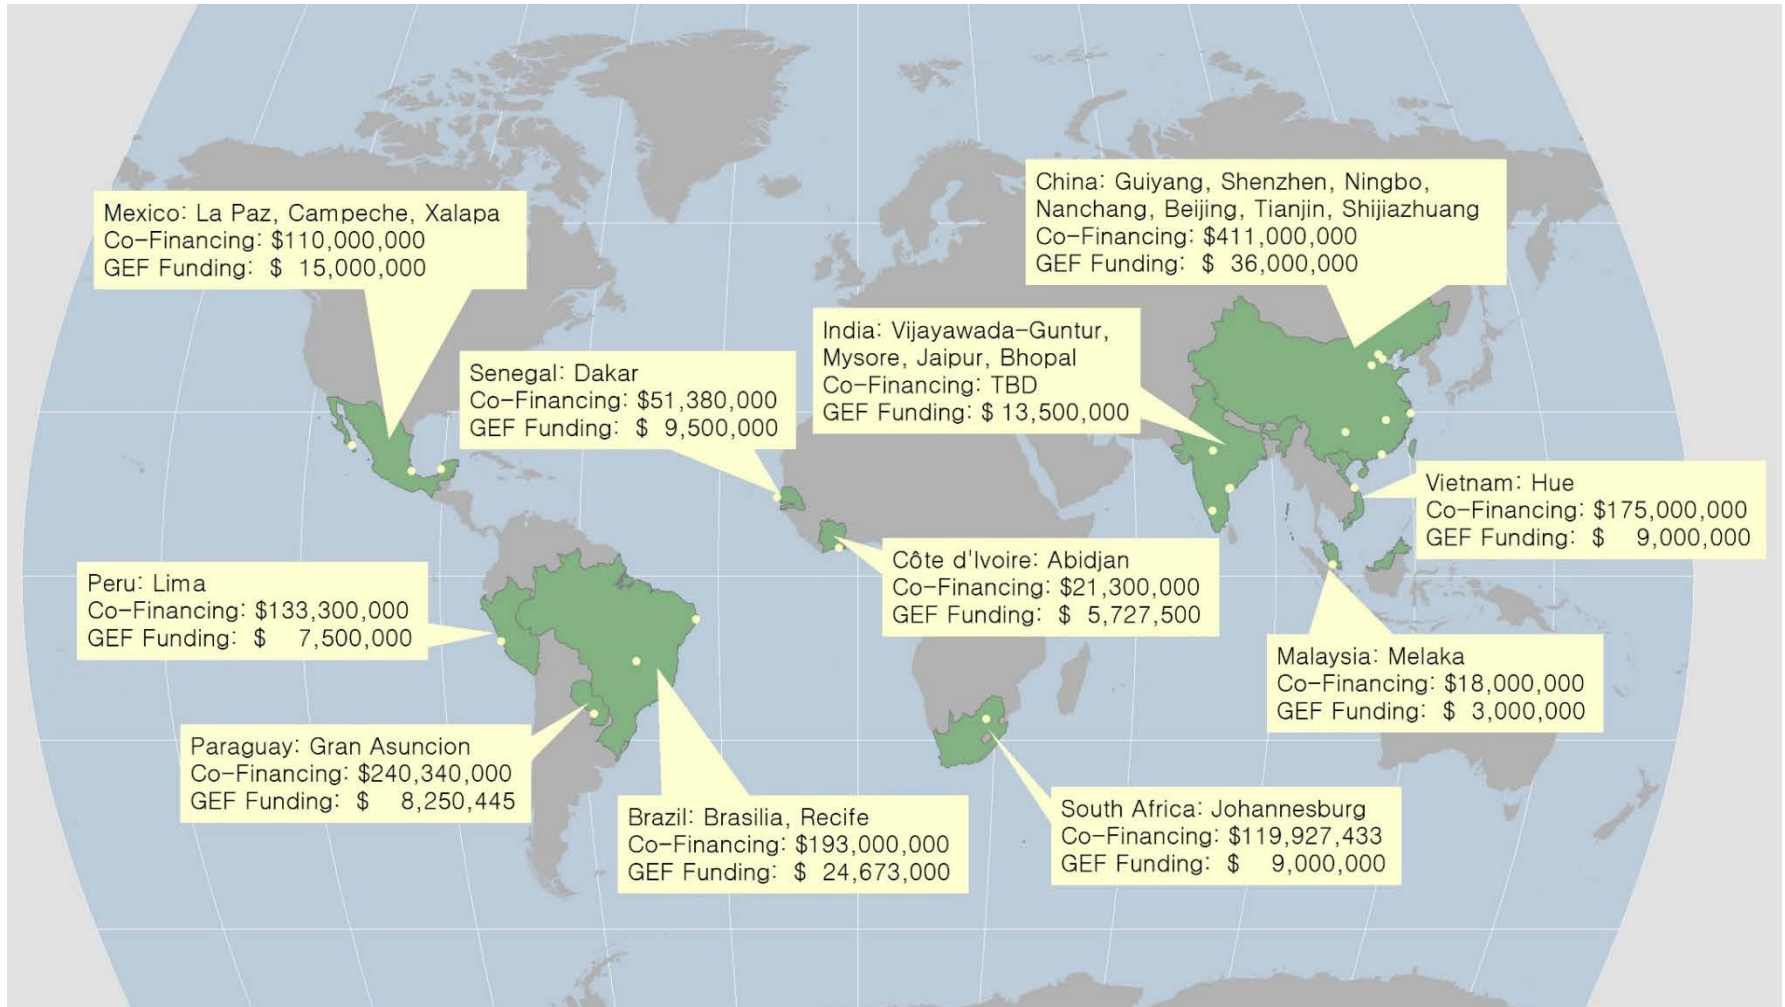 Mexico: La Paz, Campeche, Xalapa
Co-Financing: $110,000,000
GEF Funding: $ 15,000,000
China: Guiyang, Shenzhen, Ningbo,
Nanchang, Beijing, Tianjin, Shijiazhuang
Co-Financing: $411,000,000
GEF Funding: $ 36,000,000
Senegal: Dakar
Co-Financing: $51,380,000
GEF Funding: $ 9,500,000
India: Vijayawada-Guntur,
Mysore, Jaipur, Bhopal
Co-Financing: TBD
GEF Funding: $ 13,500,000
Vietnam: Hue
Co-Financing: $175,000,000
GEF Funding: $ 9,000,000
Côte d'Ivoire: Abidjan
Co-Financing: $21,300,000
GEF Funding: $ 5,727,500
Peru: Lima
Co-Financing: $133,300,000
GEF Funding: $ 7,500,000
Malaysia: Melaka
Co-Financing: $18,000,000
GEF Funding: $ 3,000,000
Paraguay: Gran Asuncion
Co-Financing: $240,340,000
GEF Funding: $ 8,250,445
Brazil: Brasilia, Recife
Co-Financing: $193,000,000
GEF Funding: $ 24,673,000
South Africa: Johannesburg
Co-Financing: $119,927,433
GEF Funding: $ 9,000,000